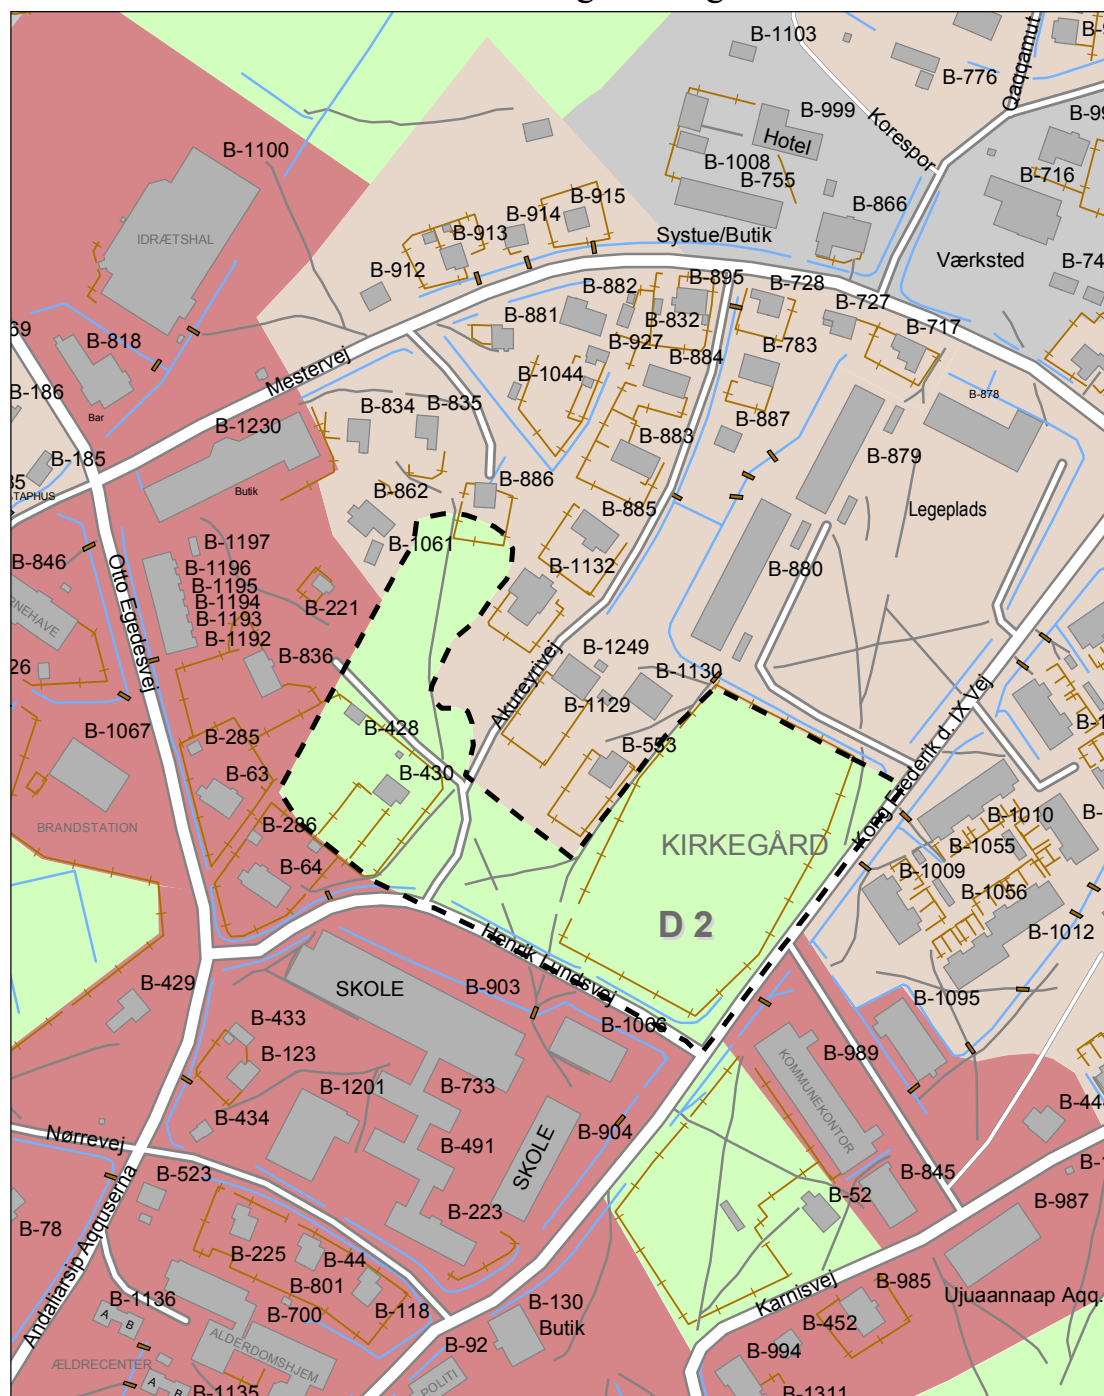 B-1103
B-776
Qaqqamut
B-999
Korespor
Hotel
B-1100
B-1008
B-755
B-716
B-866
B-915
B-914
B-913
IDRÆTSHAL
Systue/Butik
Værksted
B-912
B-882
B-895
B-728
B-727
B-717
B-881
B-832
B-818
B-927
B-884
B-783
Mestervej
B-1044
B-186
Bar
B-834
B-835
B-878
B-1230
B-883
B-887
B-879
B-185
B-886
Butik
B-862
B-885
Legeplads
TAPHUS
B-1197
B-1061
B-846
B-1196
B-1195
B-1194
B-1193
B-1192
B-1132
B-880
B-221
Otto Egedesvej
B-836
B-1249
B-1130
Akureyrivej
B-1129
B-1067
B-285
B-428
B-553
Kong Frederik d. IX Vej
B-63
B-430
BRANDSTATION
B-286
KIRKEGÅRD
B-1010
B-1055
B-64
B-1009
B-1056
D 2
Henrik Lundsvej
B-1012
B-429
SKOLE
B-903
B-1095
B-433
B-1066
B-123
B-989
KOMMUNEKONTOR
B-1201
B-733
B-434
Nørrevej
B-491
SKOLE
B-904
B-523
B-845
B-52
B-987
B-78
B-223
Andaliarsip Aqquserna
B-225
B-44
B-801
B-985
Karnisvej
Ujuaannaap Aqq.
B-1136
B-700
B-118
B-130
Butik
B-452
A
B
ALDERDOMSHJEM
B-92
B-994
ÆLDRECENTER
A
B
B-1135
POLITI
B-1311